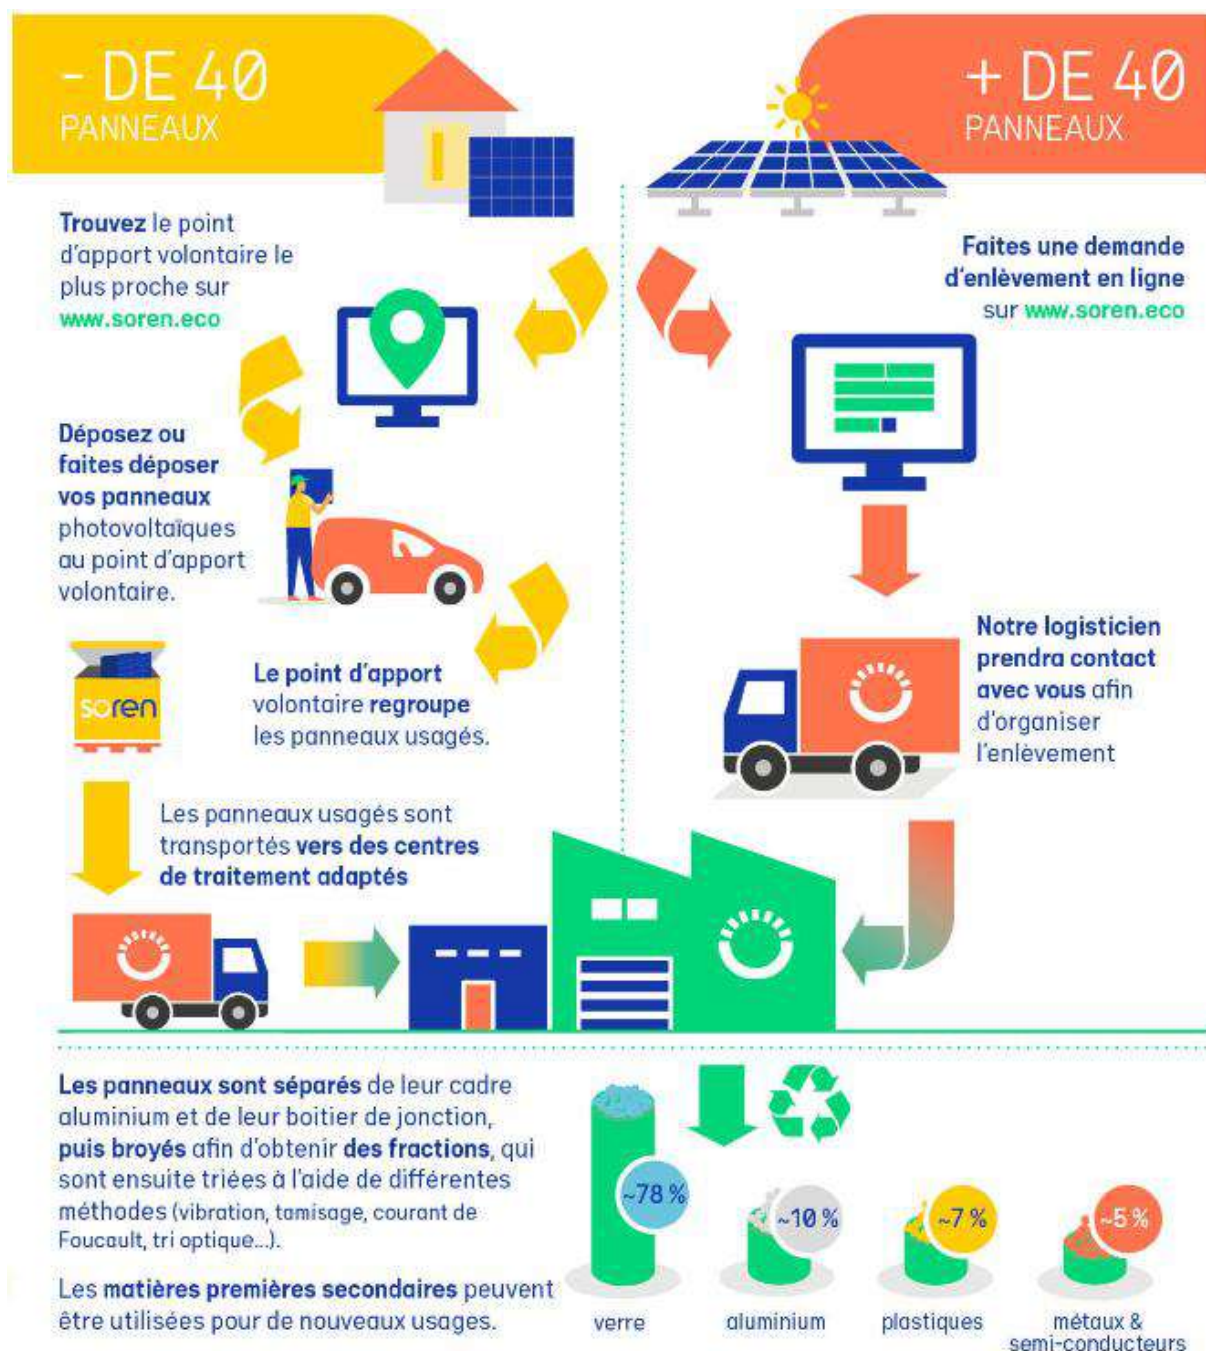 - DE 40
PANNEAUX
+ DE 40
PANNEAUX
Trouvez le point
d'apport volontaire le
plus proche sur
www.soren.eco
Déposez ou
faites déposer
vos panneaux
photovoltaïques
au point d'apport
volontaire.
soren
Le point d'apport
volontaire regroupe
les panneaux usagés.
Les panneaux usagés sont
transportés vers des centres
de traitement adaptés
Faites une demande
d'enlèvement en ligne
sur www.soren.eco
Notre logisticien
prendra contact
avec vous afin
d'organiser
l'enlèvement
Les panneaux sont séparés de leur cadre
aluminium et de leur boitier de jonction,
puis broyés afin d'obtenir des fractions, qui
sont ensuite triées à l'aide de différentes
méthodes (vibration, tamisage, courant de
Foucault, tri optique...).
Les matières premières secondaires peuvent
être utilisées pour de nouveaux usages.
~78 %
verre
~10 %
aluminium
~7 %
plastiques
~5 %
métaux &
semi-conducteurs